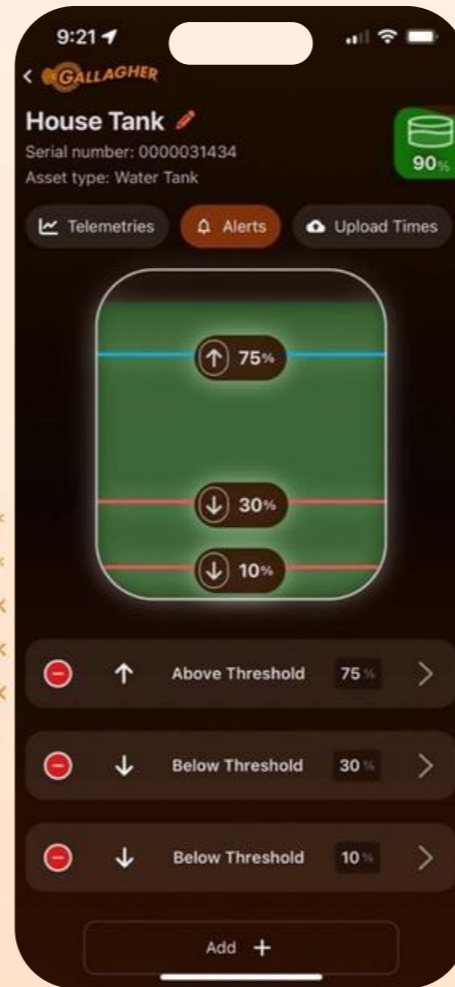 9:21
GALLAGHER
House Tank
Serial number: 0000031434
Asset type: Water Tank
90%
Telemetries Alerts Upload Times
75%
30%
10%
Above Threshold 75 %
Below Threshold 30 %
Below Threshold 10 %
Add +